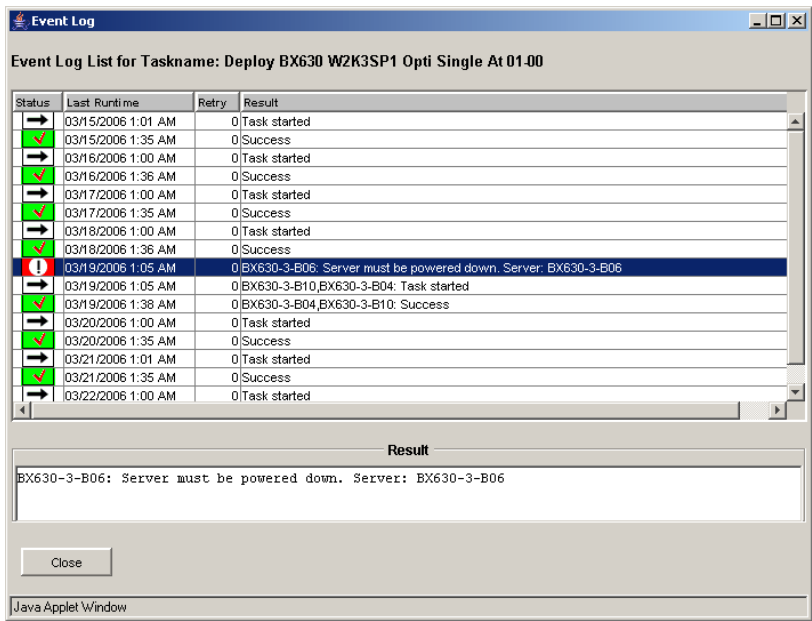 Event Log
Event Log List for Taskname: Deploy BX630 W2K3SP1 Opti Single At 01-00
Status Last Runtime Retry Result
03/15/2006 1:01 AM 0 Task started
03/15/2006 1:35 AM 0 Success
03/16/2006 1:00 AM 0 Task started
03/16/2006 1:36 AM 0 Success
03/17/2006 1:00 AM 0 Task started
03/17/2006 1:35 AM 0 Success
03/18/2006 1:00 AM 0 Task started
03/18/2006 1:36 AM 0 Success
03/19/2006 1:05 AM 0 BX630-3-B06: Server must be powered down. Server: BX630-3-B06
03/19/2006 1:05 AM 0 BX630-3-B10,BX630-3-B04: Task started
03/19/2006 1:38 AM 0 BX630-3-B04,BX630-3-B10: Success
03/20/2006 1:00 AM 0 Task started
03/20/2006 1:35 AM 0 Success
03/21/2006 1:01 AM 0 Task started
03/21/2006 1:35 AM 0 Success
03/22/2006 1:00 AM 0 Task started
Result
BX630-3-B06: Server must be powered down. Server: BX630-3-B06
Close
Java Applet Window